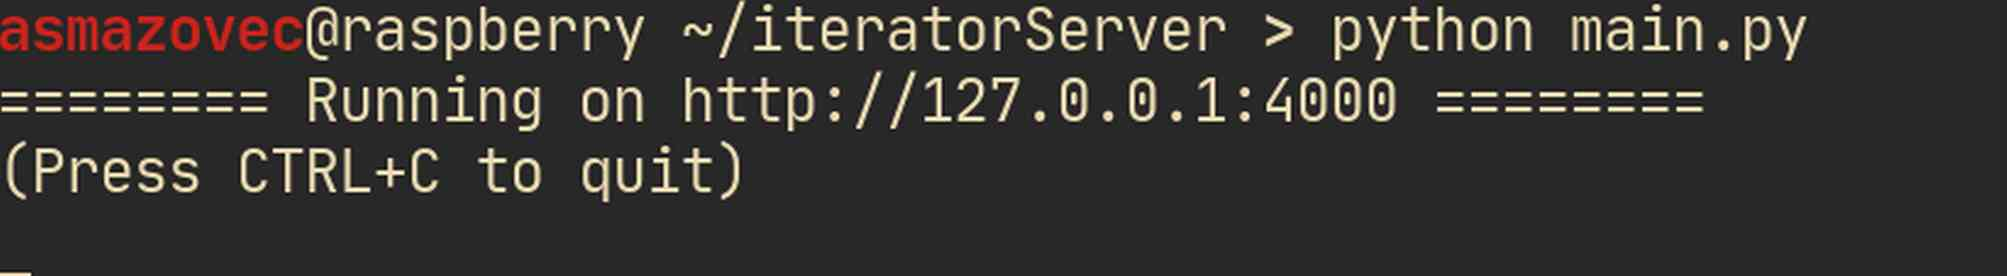 asmazovec@raspberry ~/iteratorServer > python main.py
======== Running on http://127.0.0.1:4000 ========
(Press CTRL+C to quit)